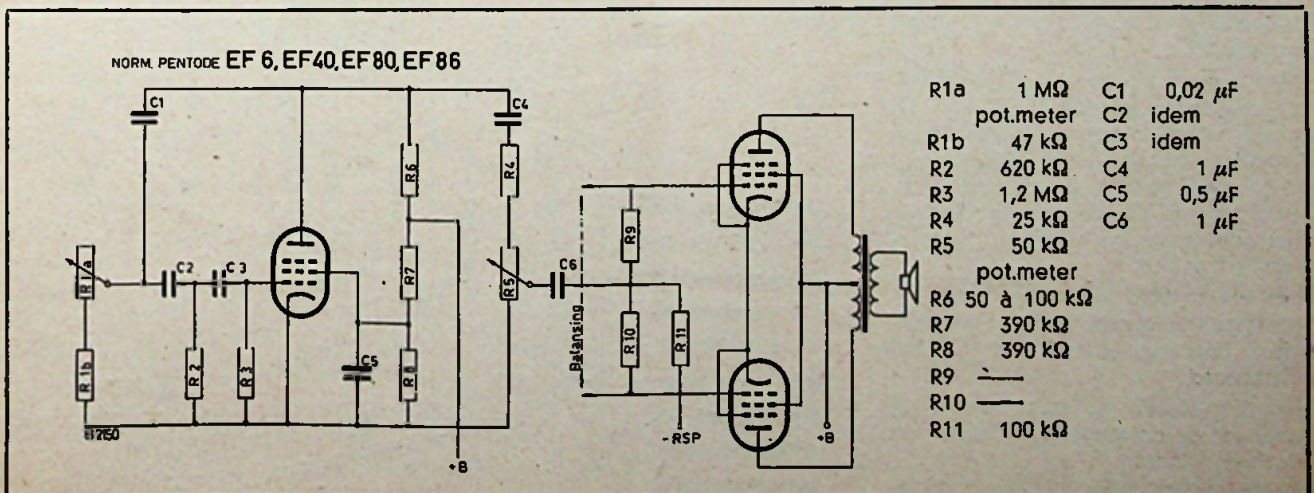 NORM. PENTODE EF 6, EF40, EF80, EF86
C1
C4
R6
R4
R1a
C2
C3
R7
R5
C6
R9
R10
R11
Balansing
R1b
R2
R3
C5
R8
+B
-RSP
+B
R1a 1 MΩ C1 0,02 µF
pot.meter C2 idem
R1b 47 kΩ C3 idem
R2 620 kΩ C4 1 µF
R3 1,2 MΩ C5 0,5 µF
R4 25 kΩ C6 1 µF
R5 50 kΩ
pot.meter
R6 50 à 100 kΩ
R7 390 kΩ
R8 390 kΩ
R9 —
R10 —
R11 100 kΩ